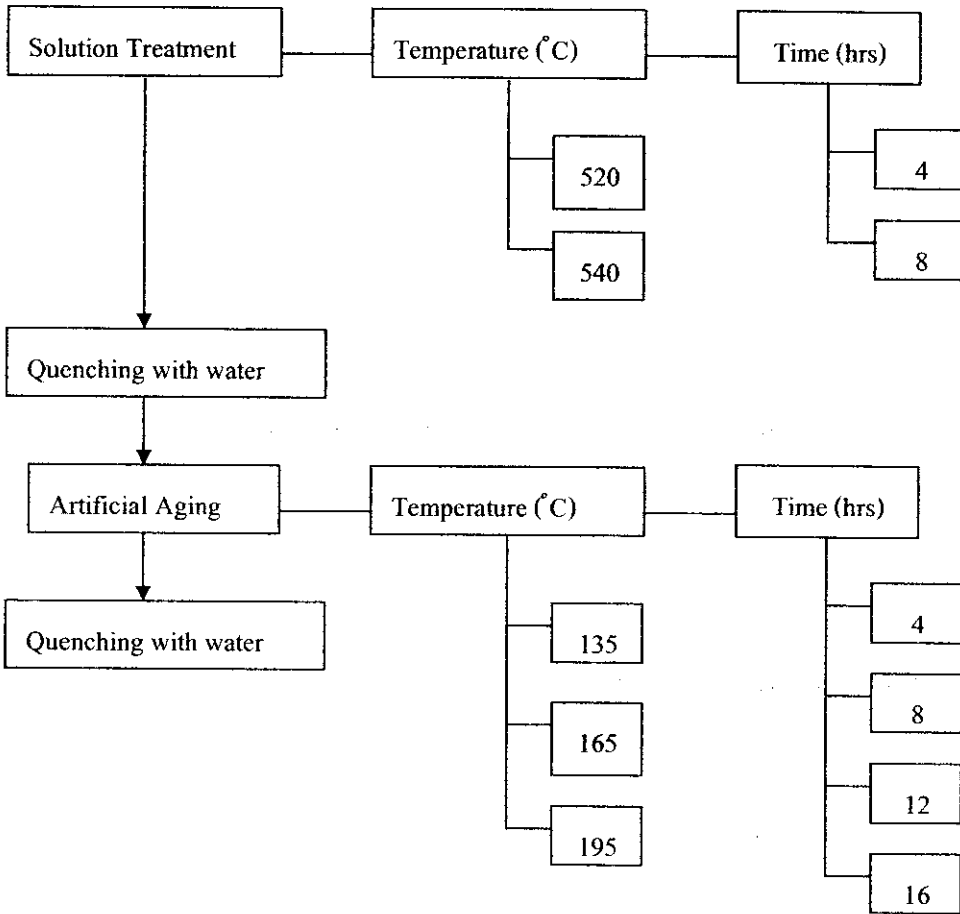 Solution Treatment
Temperature (°C)
Time (hrs)
520
540
4
8
Quenching with water
Artificial Aging
Temperature (°C)
Time (hrs)
135
165
195
4
8
12
16
Quenching with water